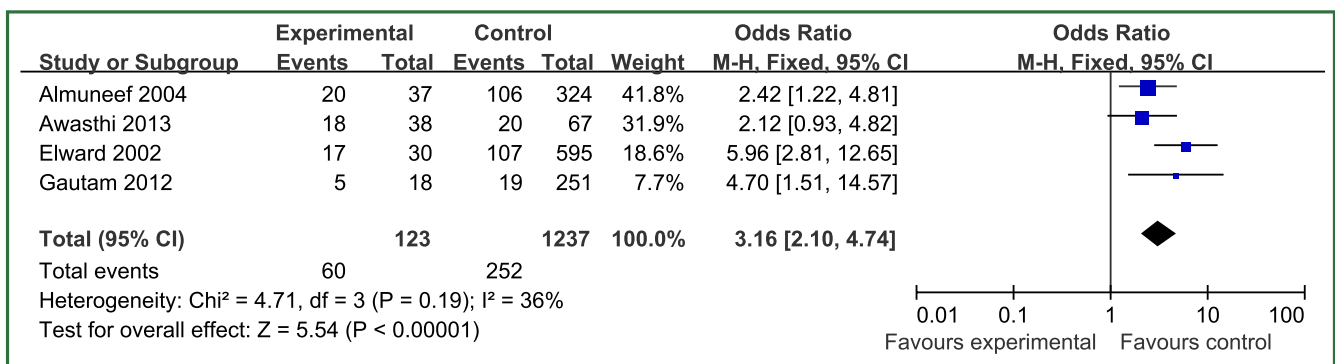 Experimental Control Odds Ratio Odds Ratio
Study or Subgroup Events Total Events Total Weight M-H, Fixed, 95% CI M-H, Fixed, 95% CI
Almuneef 2004 20 37 106 324 41.8% 2.42 [1.22, 4.81]
Awasthi 2013 18 38 20 67 31.9% 2.12 [0.93, 4.82]
Elward 2002 17 30 107 595 18.6% 5.96 [2.81, 12.65]
Gautam 2012 5 18 19 251 7.7% 4.70 [1.51, 14.57]
Total (95% CI) 123 1237 100.0% 3.16 [2.10, 4.74]
Total events 60 252
Heterogeneity: Chi² = 4.71, df = 3 (P = 0.19); I² = 36%
Test for overall effect: Z = 5.54 (P < 0.00001)
0.01 0.1 1 10 100
Favours experimental Favours control